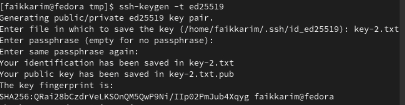 [faikkarim@fedora tmp]$ ssh-keygen -t ed25519
Generating public/private ed25519 key pair.
Enter file in which to save the key (/home/faikkarim/.ssh/id_ed25519): key-2.txt
Enter passphrase (empty for no passphrase):
Enter same passphrase again:
Your identification has been saved in key-2.txt
Your public key has been saved in key-2.txt.pub
The key fingerprint is:
SHA256:QRai28bCzdrVeLKSOnQM5QwP9Ni/IIp02PmJub4Xqyg faikkarim@fedora